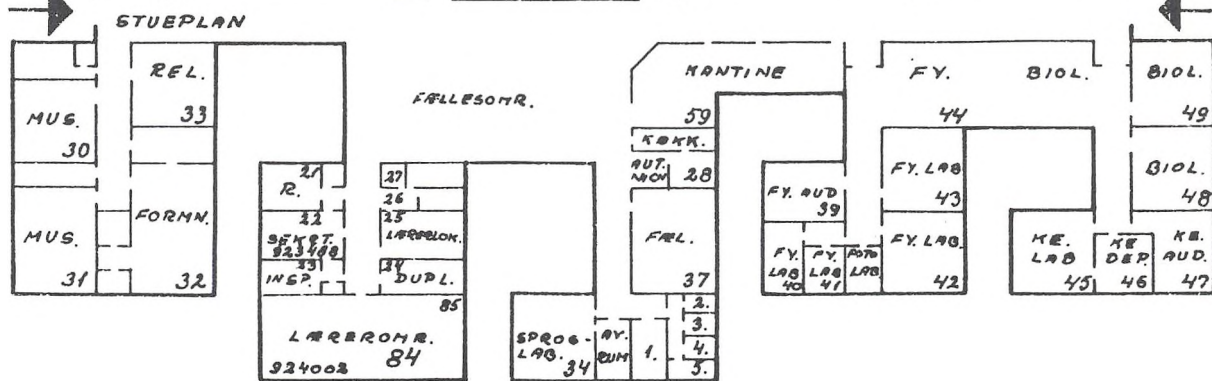 STUEPLAN
MUS.
30
MUS.
31
REL.
33
FORMN.
32
FÆLLESOMR.
21
R.
22
SEKRT.
923488
23
INSP.
27
26
25
LÆRERLOK.
24
DUPL.
85
LÆREROMR.
84
924002
KANTINE
59
KØKK.
AUT.
NICH
28
FÆL.
37
SPROG-
LAB.
34
AV.
RUM
1.
2.
3.
4.
5.
FY. AUD
39
FY.
LAB
40
FY.
LAB
41
FOTO
LAB
FY.
44
FY. LAB
43
FY. LAB.
42
BIOL.
BIOL.
49
BIOL.
48
KE.
LAB
45
KE
DEP.
46
KE.
AUD.
47